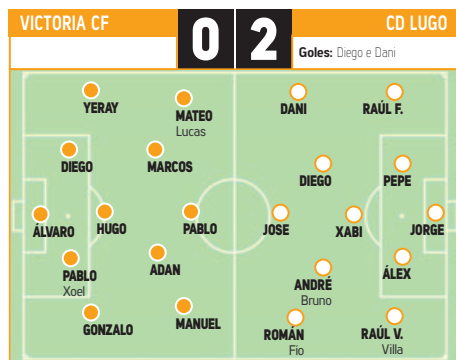 VICTORIA CF
0 2
CD LUGO
Goles: Diego e Dani
YERAY
MATEO
Lucas
DIEGO
MARCOS
ÁLVARO
HUGO
PABLO
PABLO
Xoel
ADAN
GONZALO
MANUEL
DANI
RAÚL F.
DIEGO
PEPE
JOSE
XABI
JORGE
ANDRÉ
Bruno
ÁLEX
ROMÁN
Fio
RAÚL V.
Villa